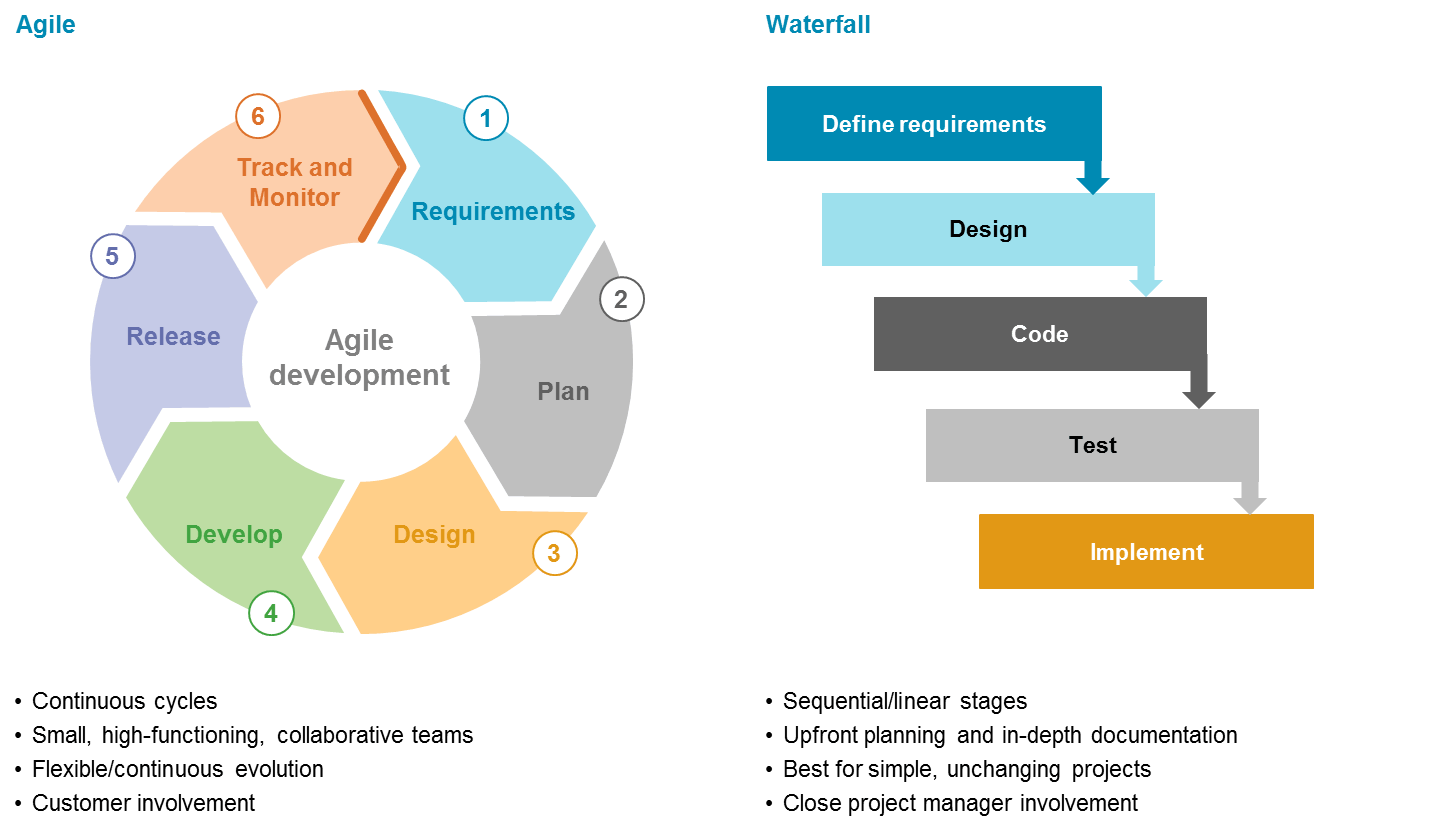 Agile
6
1
Track and
Monitor
Requirements
5
2
Release
Agile
development
Plan
Develop
Design
3
4
• Continuous cycles
• Small, high-functioning, collaborative teams
• Flexible/continuous evolution
• Customer involvement
Waterfall
Define requirements
Design
Code
Test
Implement
• Sequential/linear stages
• Upfront planning and in-depth documentation
• Best for simple, unchanging projects
• Close project manager involvement